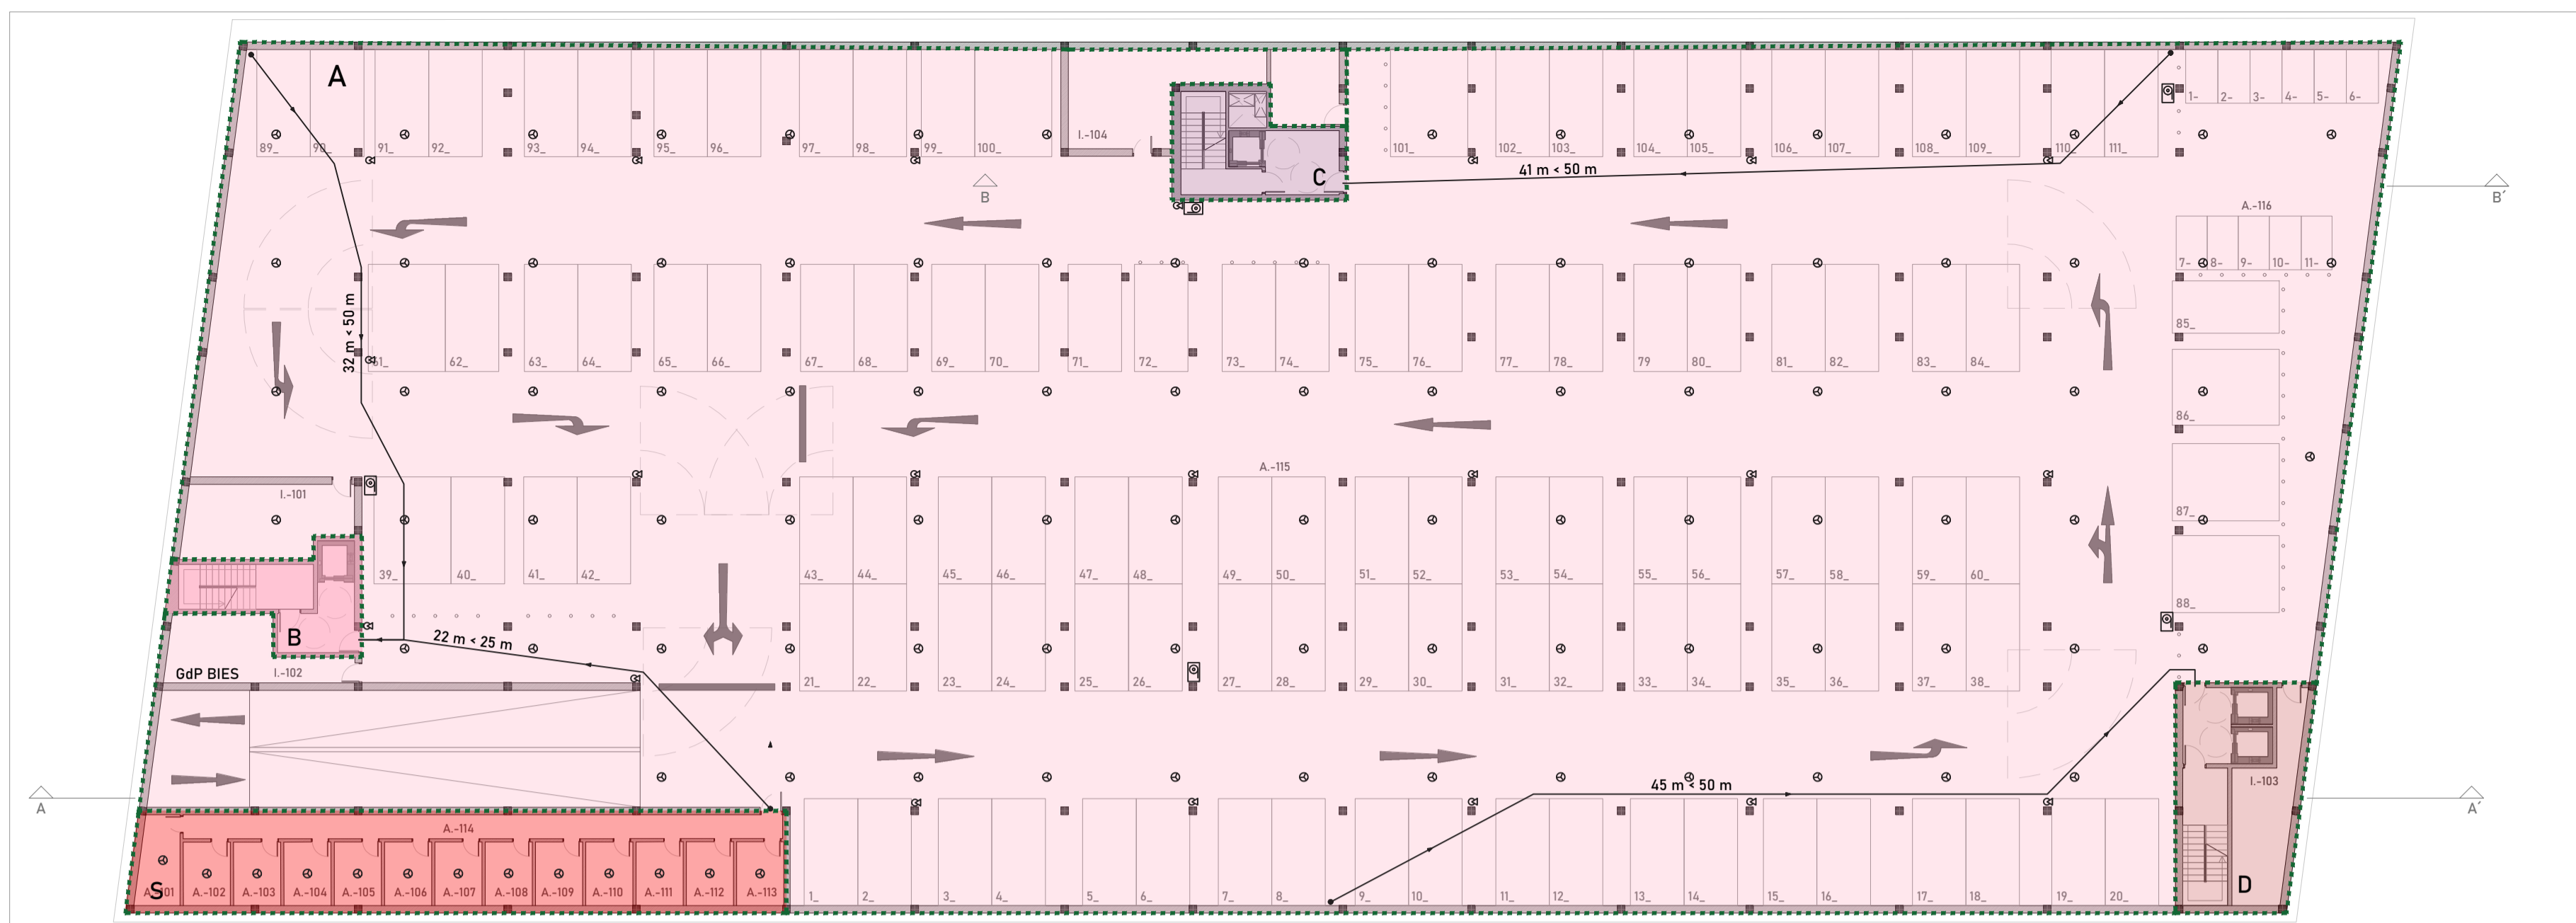 A
89_ 90_ 91_ 92_ 93_ 94_ 95_ 96_ 97_ 98_ 99_ 100_
I.-104
C
101_ 102_ 103_ 104_ 105_ 106_ 107_ 108_ 109_ 110_ 111_
1- 2- 3- 4- 5- 6-
41 m < 50 m
B
B´
A.-116
7- 8- 9- 10- 11-
32 m < 50 m
61_ 62_ 63_ 64_ 65_ 66_ 67_ 68_ 69_ 70_ 71_ 72_ 73_ 74_ 75_ 76_ 77_ 78_ 79_ 80_ 81_ 82_ 83_ 84_
85_
86_
A.-115
I.-101
87_
39_ 40_ 41_ 42_ 43_ 44_ 45_ 46_ 47_ 48_ 49_ 50_ 51_ 52_ 53_ 54_ 55_ 56_ 57_ 58_ 59_ 60_
88_
B
22 m < 25 m
GdP BIES
I.-102
21_ 22_ 23_ 24_ 25_ 26_ 27_ 28_ 29_ 30_ 31_ 32_ 33_ 34_ 35_ 36_ 37_ 38_
45 m < 50 m
I.-103
A
A´
A.-114
S
A.-101 A.-102 A.-103 A.-104 A.-105 A.-106 A.-107 A.-108 A.-109 A.-110 A.-111 A.-112 A.-113
1_ 2_ 3_ 4_ 5_ 6_ 7_ 8_ 9_ 10_ 11_ 12_ 13_ 14_ 15_ 16_ 17_ 18_ 19_ 20_
D